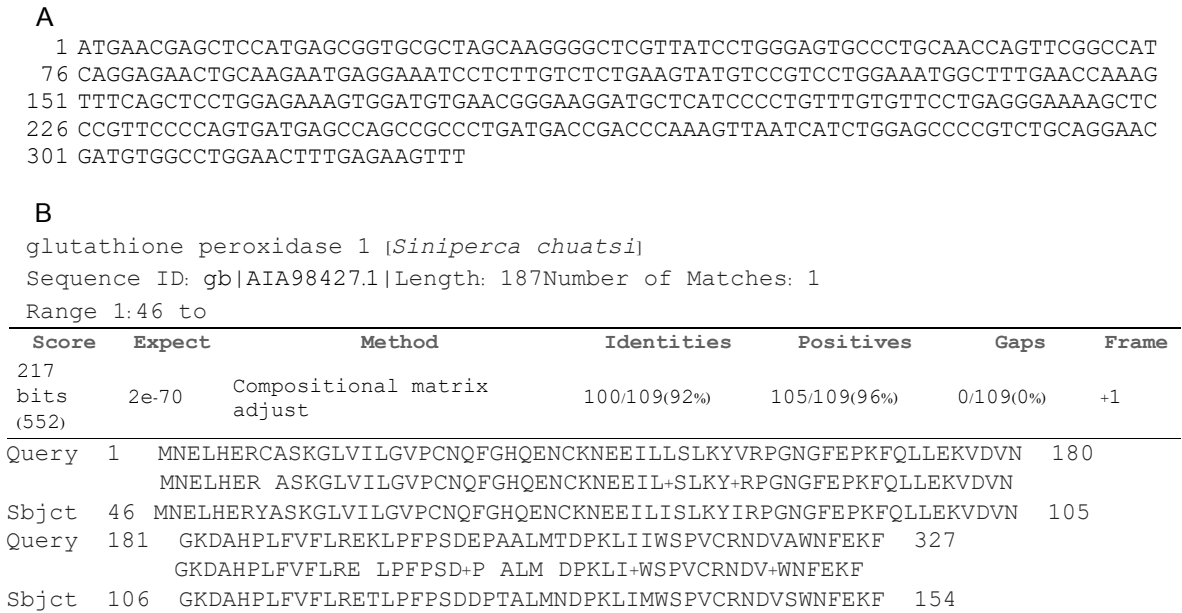 A
1 ATGAACGAGCTCCATGAGCGGTGCGCTAGCAAGGGGCTCGTTATCCTGGGAGTGCCCTGCAACCAGTTCGGCCAT
76 CAGGAGAACTGCAAGAATGAGGAAATCCTCTTGTCTCTGAAGTATGTCCGTCCTGGAAATGGCTTTGAACCAAAG
151 TTTCAGCTCCTGGAGAAAGTGGATGTGAACGGGAAGGATGCTCATCCCCTGTTTGTGTTCCTGAGGGAAAAGCTC
226 CCGTTCCCCAGTGATGAGCCAGCCGCCCTGATGACCGACCCAAAGTTAATCATCTGGAGCCCCGTCTGCAGGAAC
301 GATGTGGCCTGGAACTTTGAGAAGTTT
B
glutathione peroxidase 1 [Siniperca chuatsi]
Sequence ID: gb|AIA98427.1|Length: 187Number of Matches: 1
Range 1:46 to
Score Expect Method Identities Positives Gaps Frame
217 bits (552) 2e-70 Compositional matrix adjust 100/109(92%) 105/109(96%) 0/109(0%) +1
Query 1 MNELHERCASKGLVILGVPCNQFGHQENCKNEEILLSLKYVRPGNGFEPKFQLLEKVDVN 180
MNELHER ASKGLVILGVPCNQFGHQENCKNEEIL+SLKY+RPGNGFEPKFQLLEKVDVN
Sbjct 46 MNELHERYASKGLVILGVPCNQFGHQENCKNEEILISLKYIRPGNGFEPKFQLLEKVDVN 105
Query 181 GKDAHPLFVFLREKLPFPSDEPAALMTDPKLIIWSPVCRNDVAWNFEKF 327
GKDAHPLFVFLRE LPFPSD+P ALM DPKLI+WSPVCRNDV+WNFEKF
Sbjct 106 GKDAHPLFVFLRETLPFPSDDPTALMNDPKLIMWSPVCRNDVSWNFEKF 154